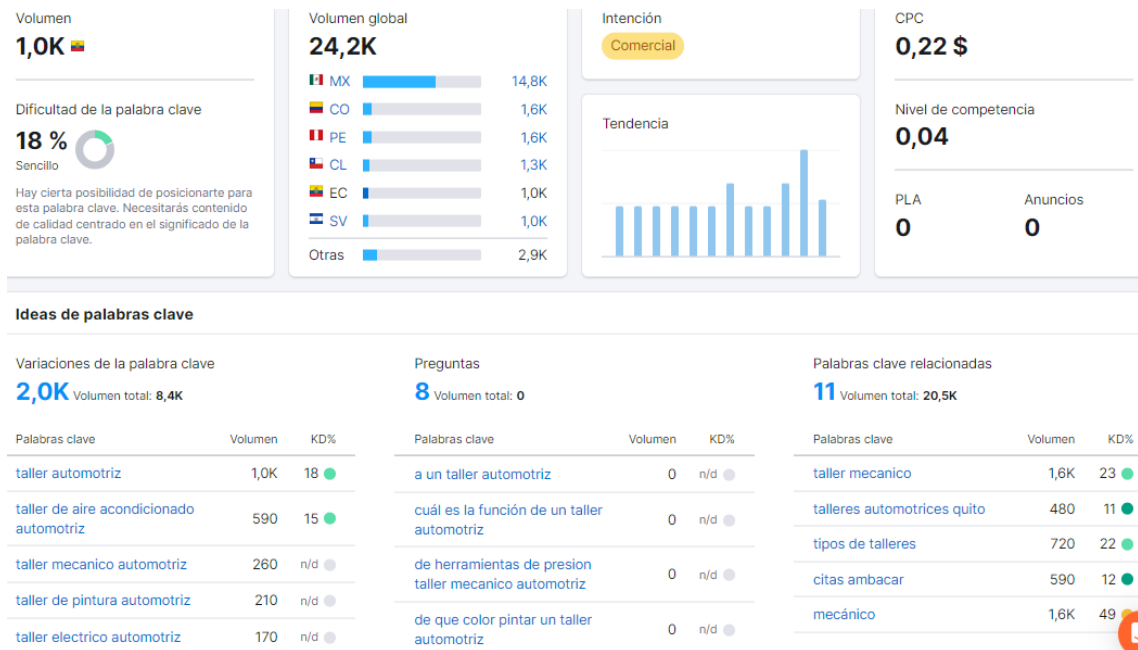 Volumen
1,0K
Dificultad de la palabra clave
18 %
Sencillo
Hay cierta posibilidad de posicionarte para
esta palabra clave. Necesitarás contenido
de calidad centrado en el significado de la
palabra clave.
Volumen global
24,2K
MX 14,8K
CO 1,6K
PE 1,6K
CL 1,3K
EC 1,0K
SV 1,0K
Otras 2,9K
Intención
Comercial
Tendencia
CPC
0,22 $
Nivel de competencia
0,04
PLA Anuncios
0 0
Ideas de palabras clave
Variaciones de la palabra clave
2,0K Volumen total: 8,4K
Palabras clave Volumen KD%
taller automotriz 1,0K 18
taller de aire acondicionado
automotriz 590 15
taller mecanico automotriz 260 n/d
taller de pintura automotriz 210 n/d
taller electrico automotriz 170 n/d
Preguntas
8 Volumen total: 0
Palabras clave Volumen KD%
a un taller automotriz 0 n/d
cuál es la función de un taller
automotriz 0 n/d
de herramientas de presion
taller mecanico automotriz 0 n/d
de que color pintar un taller
automotriz 0 n/d
Palabras clave relacionadas
11 Volumen total: 20,5K
Palabras clave Volumen KD%
taller mecanico 1,6K 23
talleres automotrices quito 480 11
tipos de talleres 720 22
citas ambacar 590 12
mecánico 1,6K 49